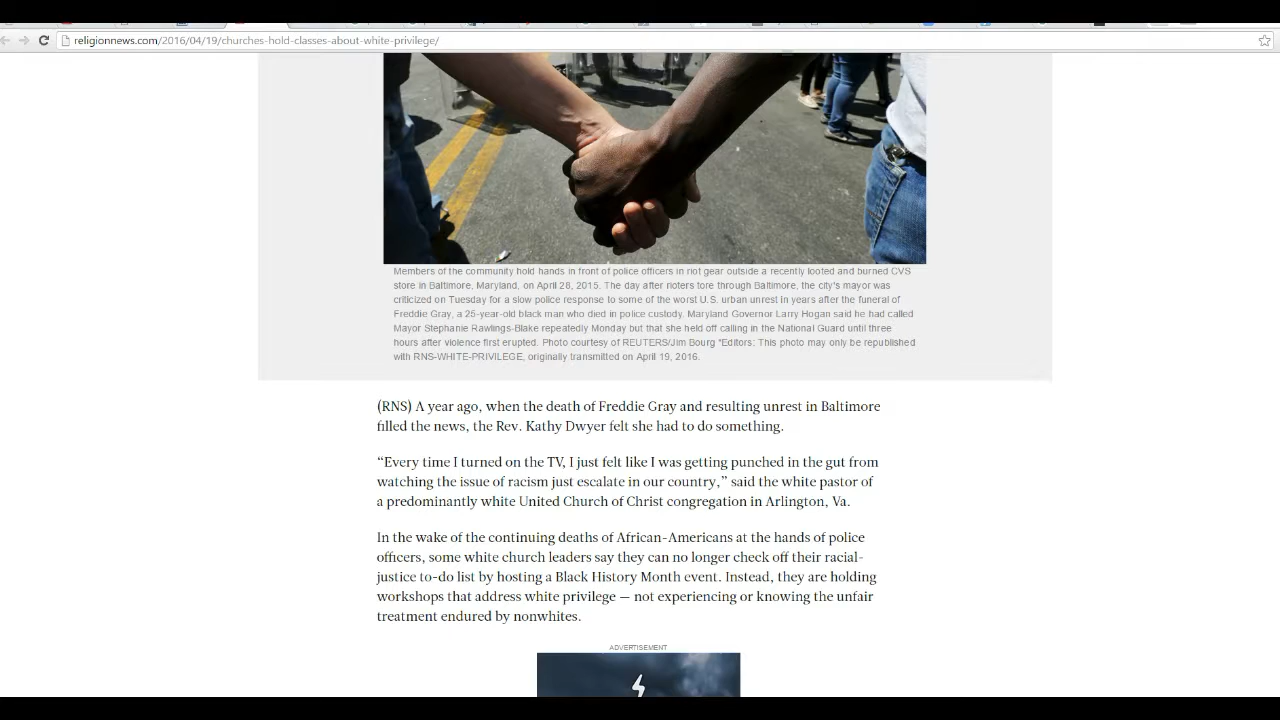 religionnews.com/2016/04/19/churches-hold-classes-about-white-privilege/
Members of the community hold hands in front of police officers in riot gear outside a recently looted and burned CVS
store in Baltimore, Maryland, on April 28, 2015. The day after rioters tore through Baltimore, the city's mayor was
criticized on Tuesday for a slow police response to some of the worst U.S. urban unrest in years after the funeral of
Freddie Gray, a 25-year-old black man who died in police custody. Maryland Governor Larry Hogan said he had called
Mayor Stephanie Rawlings-Blake repeatedly Monday but that she held off calling in the National Guard until three
hours after violence first erupted. Photo courtesy of REUTERS/Jim Bourg *Editors: This photo may only be republished
with RNS-WHITE-PRIVILEGE, originally transmitted on April 19, 2016.
(RNS) A year ago, when the death of Freddie Gray and resulting unrest in Baltimore
filled the news, the Rev. Kathy Dwyer felt she had to do something.
“Every time I turned on the TV, I just felt like I was getting punched in the gut from
watching the issue of racism just escalate in our country,” said the white pastor of
a predominantly white United Church of Christ congregation in Arlington, Va.
In the wake of the continuing deaths of African-Americans at the hands of police
officers, some white church leaders say they can no longer check off their racial-
justice to-do list by hosting a Black History Month event. Instead, they are holding
workshops that address white privilege — not experiencing or knowing the unfair
treatment endured by nonwhites.
ADVERTISEMENT